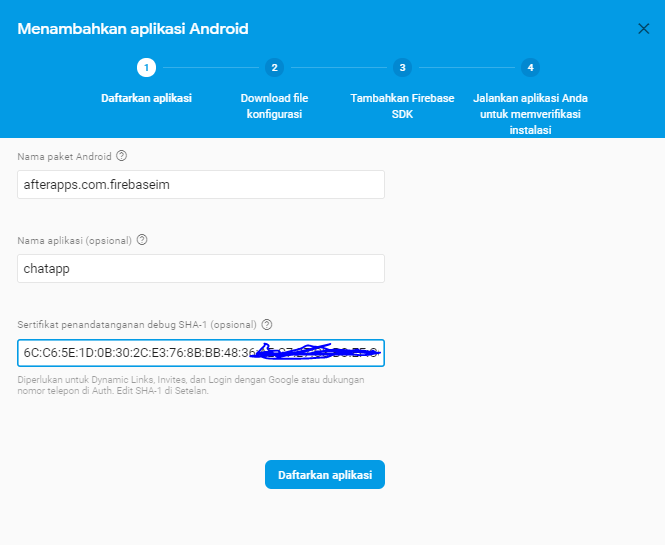 Menambahkan aplikasi Android
1
2
3
4
Daftarkan aplikasi
Download file
konfigurasi
Tambahkan Firebase
SDK
Jalankan aplikasi Anda
untuk memverifikasi
instalasi
Nama paket Android
afterapps.com.firebaseim
Nama aplikasi (opsional)
chatapp
Sertifikat penandatanganan debug SHA-1 (opsional)
6C:C6:5E:1D:0B:30:2C:E3:76:8B:BB:48:36
Diperlukan untuk Dynamic Links, Invites, dan Login dengan Google atau dukungan
nomor telepon di Auth. Edit SHA-1 di Setelan.
Daftarkan aplikasi